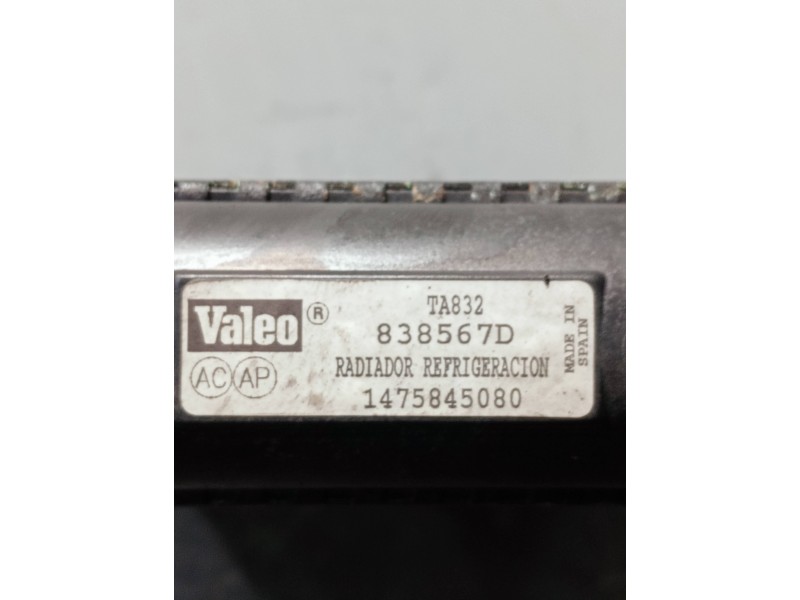 Valeo ®
TA832
838567D
RADIADOR REFRIGERACION
1475845080
AC AP
MADE IN
SPAIN